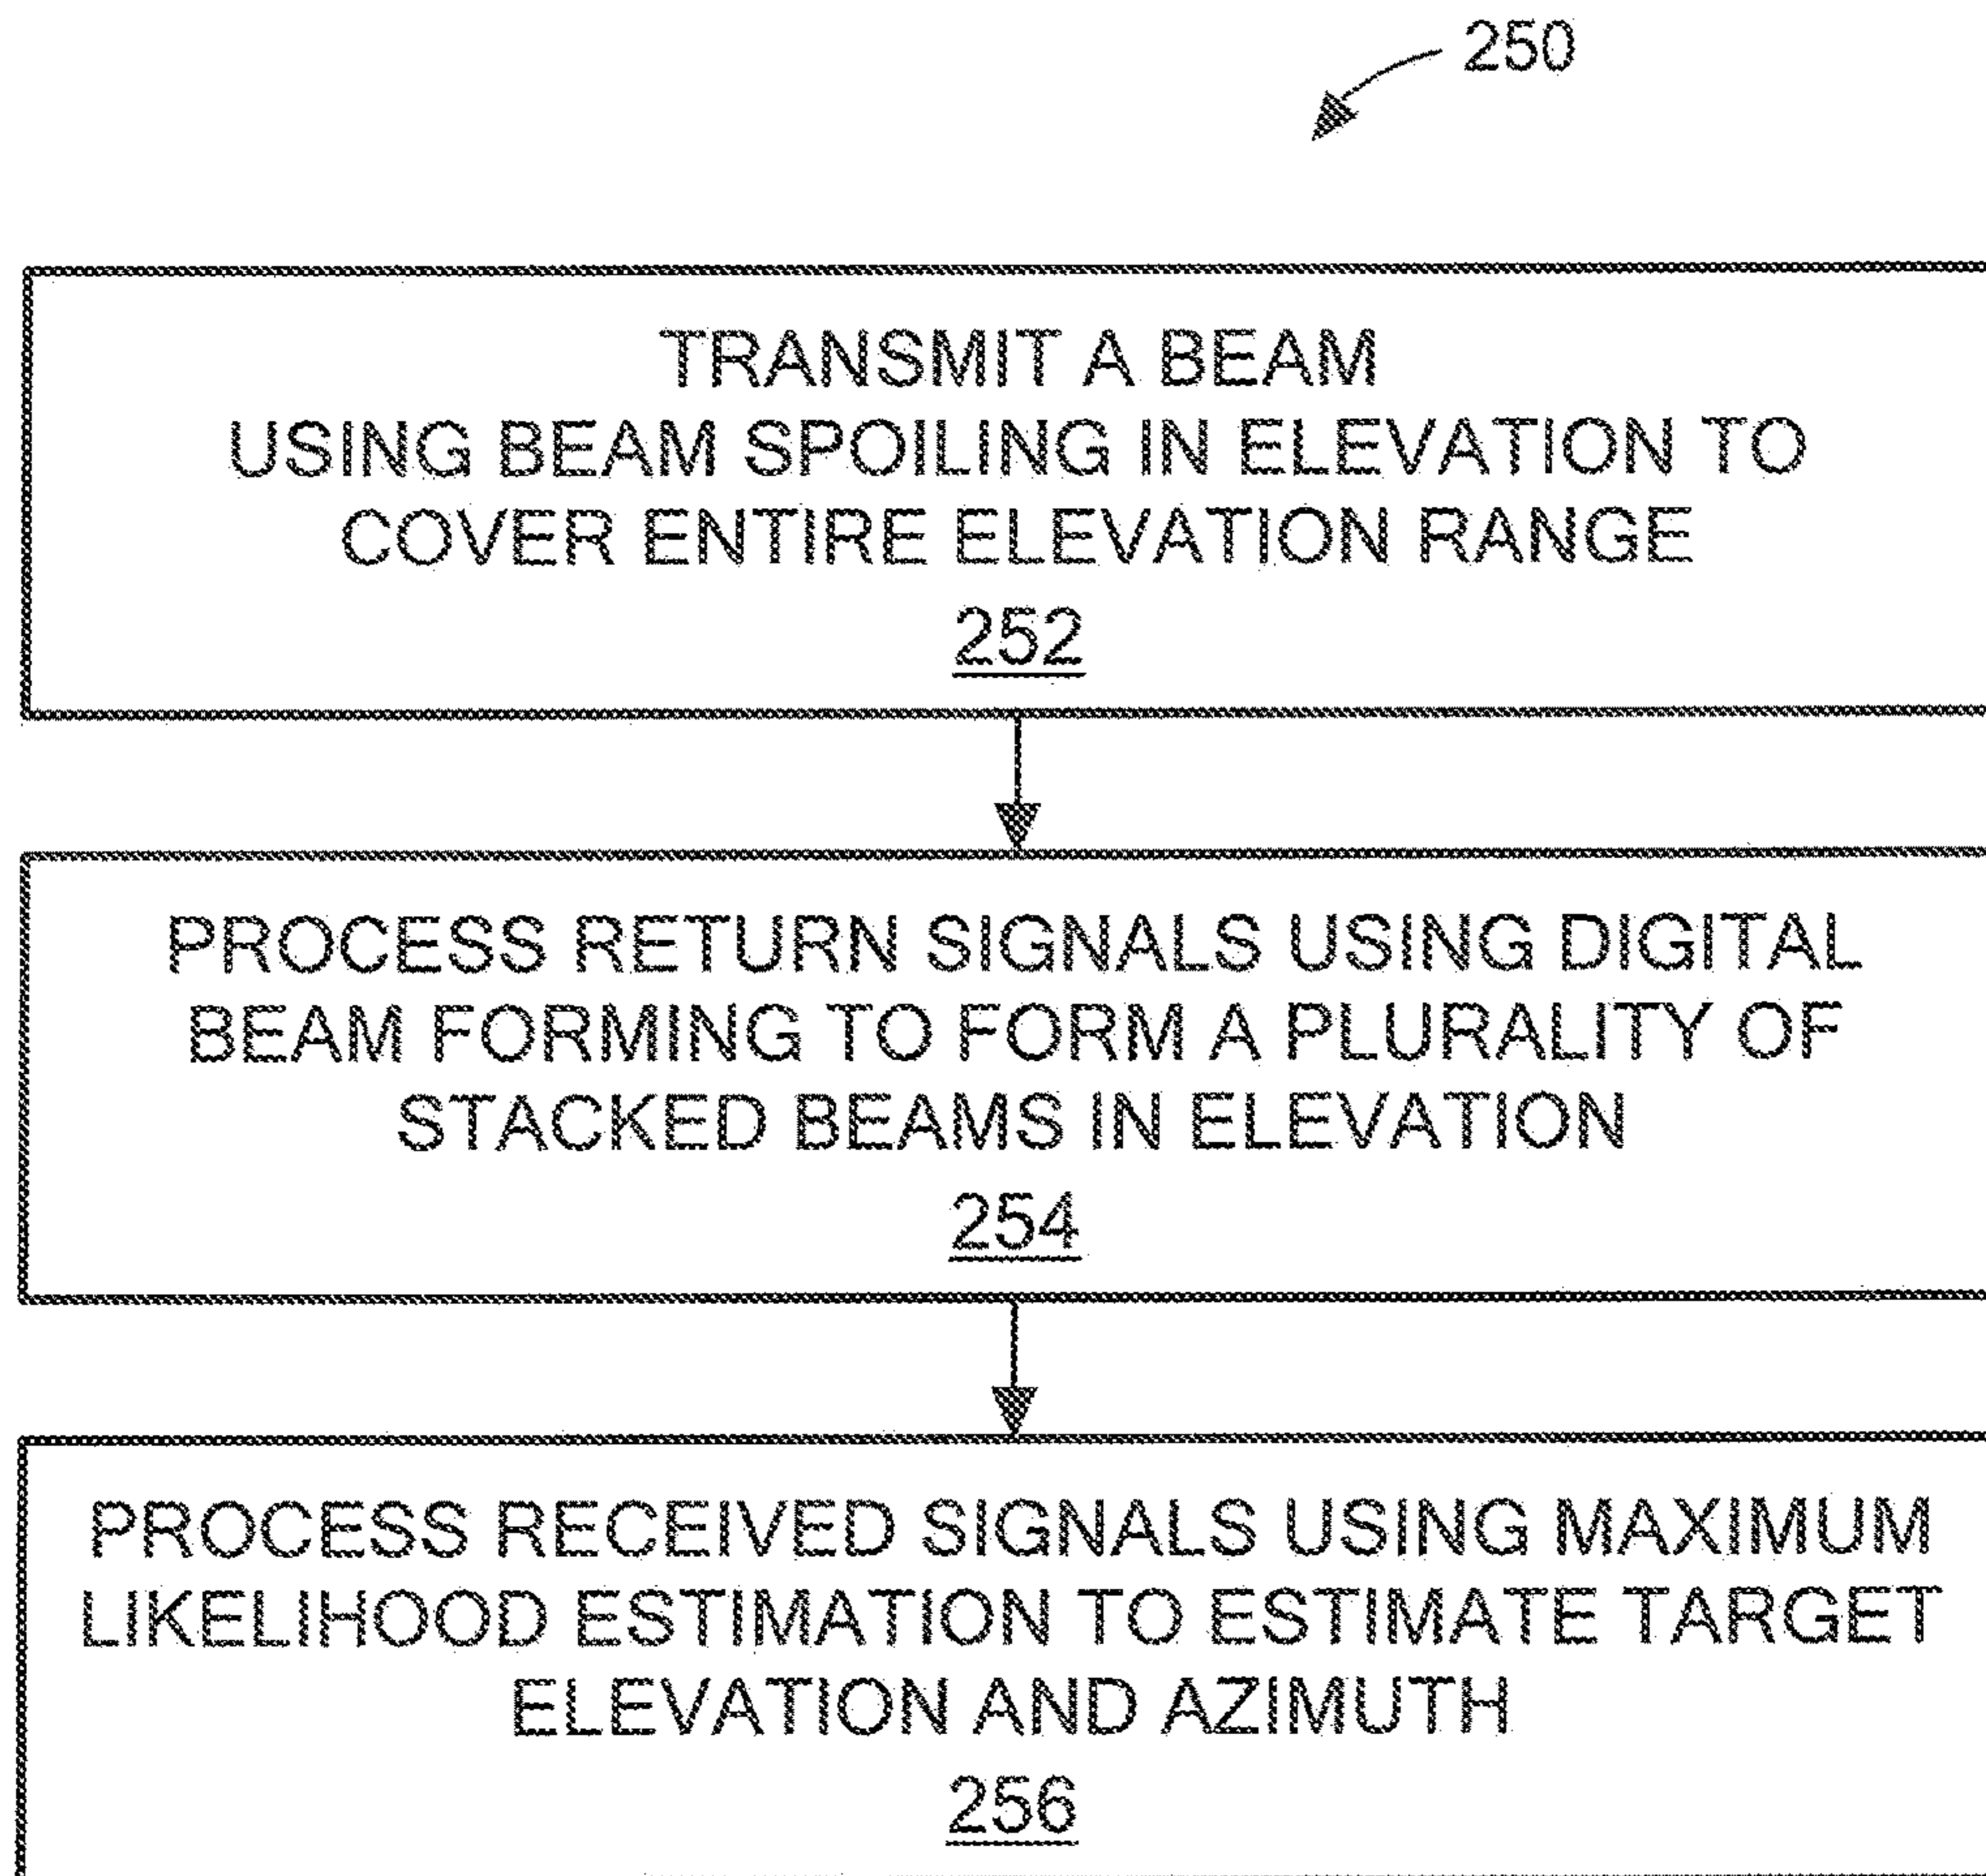 250
TRANSMIT A BEAM
USING BEAM SPOILING IN ELEVATION TO
COVER ENTIRE ELEVATION RANGE
252
PROCESS RETURN SIGNALS USING DIGITAL
BEAM FORMING TO FORM A PLURALITY OF
STACKED BEAMS IN ELEVATION
254
PROCESS RECEIVED SIGNALS USING MAXIMUM
LIKELIHOOD ESTIMATION TO ESTIMATE TARGET
ELEVATION AND AZIMUTH
256